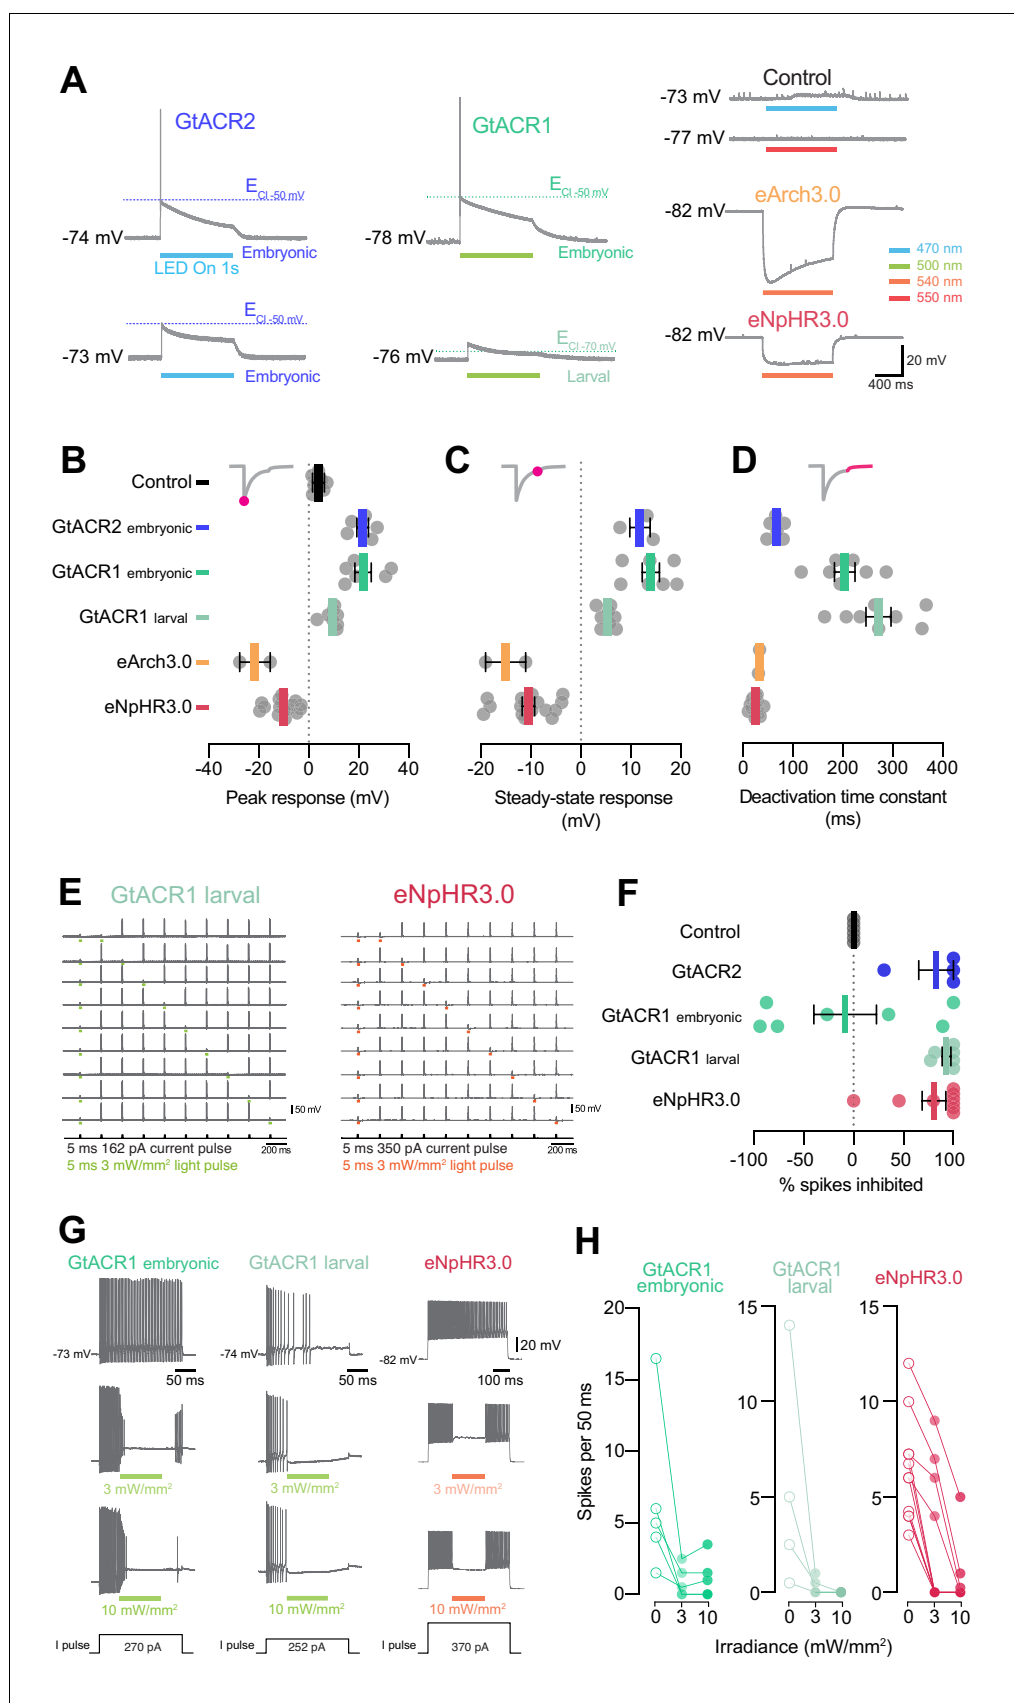 A
GtACR2
E Cl -50 mV
-74 mV
Embryonic
LED On 1s
E Cl -50 mV
-73 mV
Embryonic
GtACR1
E Cl -50 mV
-78 mV
Embryonic
E Cl -70 mV
-76 mV
Larval
Control
-73 mV
-77 mV
eArch3.0
-82 mV
470 nm
500 nm
540 nm
550 nm
eNpHR3.0
-82 mV
20 mV
400 ms
B
Control
GtACR2 embryonic
GtACR1 embryonic
GtACR1 larval
eArch3.0
eNpHR3.0
-40 -20 0 20 40
Peak response (mV)
C
-20 -10 0 10 20
Steady-state response
(mV)
D
0 100 200 300 400
Deactivation time constant
(ms)
E
GtACR1 larval
50 mV
200 ms
5 ms 162 pA current pulse
5 ms 3 mW/mm² light pulse
eNpHR3.0
50 mV
200 ms
5 ms 350 pA current pulse
5 ms 3 mW/mm² light pulse
F
Control
GtACR2
GtACR1 embryonic
GtACR1 larval
eNpHR3.0
-100 -50 0 50 100
% spikes inhibited
G
GtACR1 embryonic
-73 mV
50 ms
3 mW/mm²
10 mW/mm²
I pulse
270 pA
GtACR1 larval
-74 mV
50 ms
3 mW/mm²
10 mW/mm²
I pulse
252 pA
eNpHR3.0
-82 mV
20 mV
100 ms
3 mW/mm²
10 mW/mm²
I pulse
370 pA
H
GtACR1
embryonic
GtACR1
larval
eNpHR3.0
Spikes per 50 ms
20
15
10
5
0
0 3 10
15
10
5
0
0 3 10
15
10
5
0
0 3 10
Irradiance (mW/mm²)